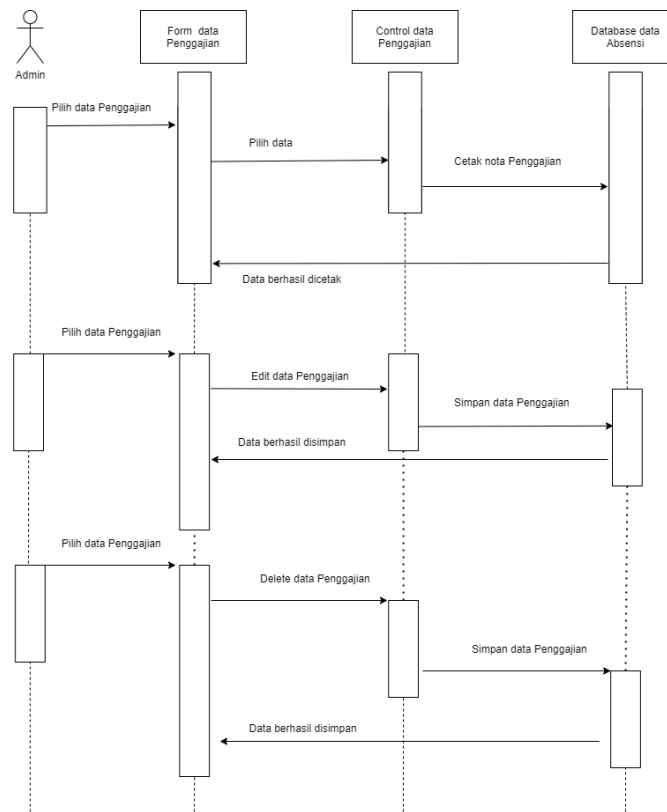 Form data
Penggajian
Control data
Penggajian
Database data
Absensi
Admin
Pilih data Penggajian
Pilih data
Cetak nota Penggajian
Data berhasil dicetak
Pilih data Penggajian
Edit data Penggajian
Simpan data Penggajian
Data berhasil disimpan
Pilih data Penggajian
Delete data Penggajian
Simpan data Penggajian
Data berhasil disimpan